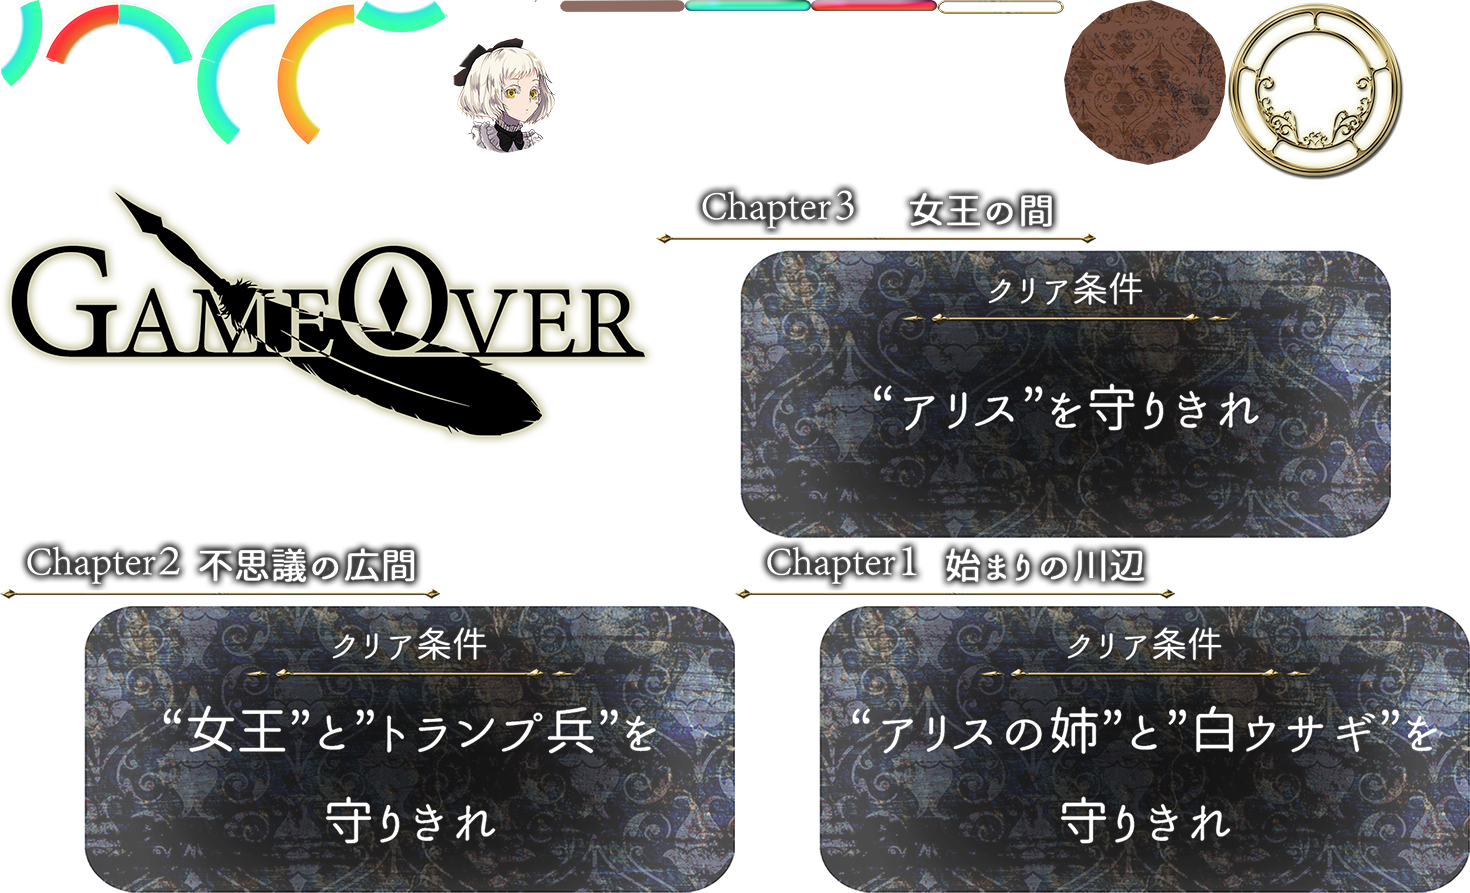 GAMEOVER
Chapter3 女王の間
クリア条件
“アリス”を守りきれ
Chapter2 不思議の広間
クリア条件
“女王”と”トランプ兵”を
守りきれ
Chapter1 始まりの川辺
クリア条件
“アリスの姉”と”白ウサギ”を
守りきれ